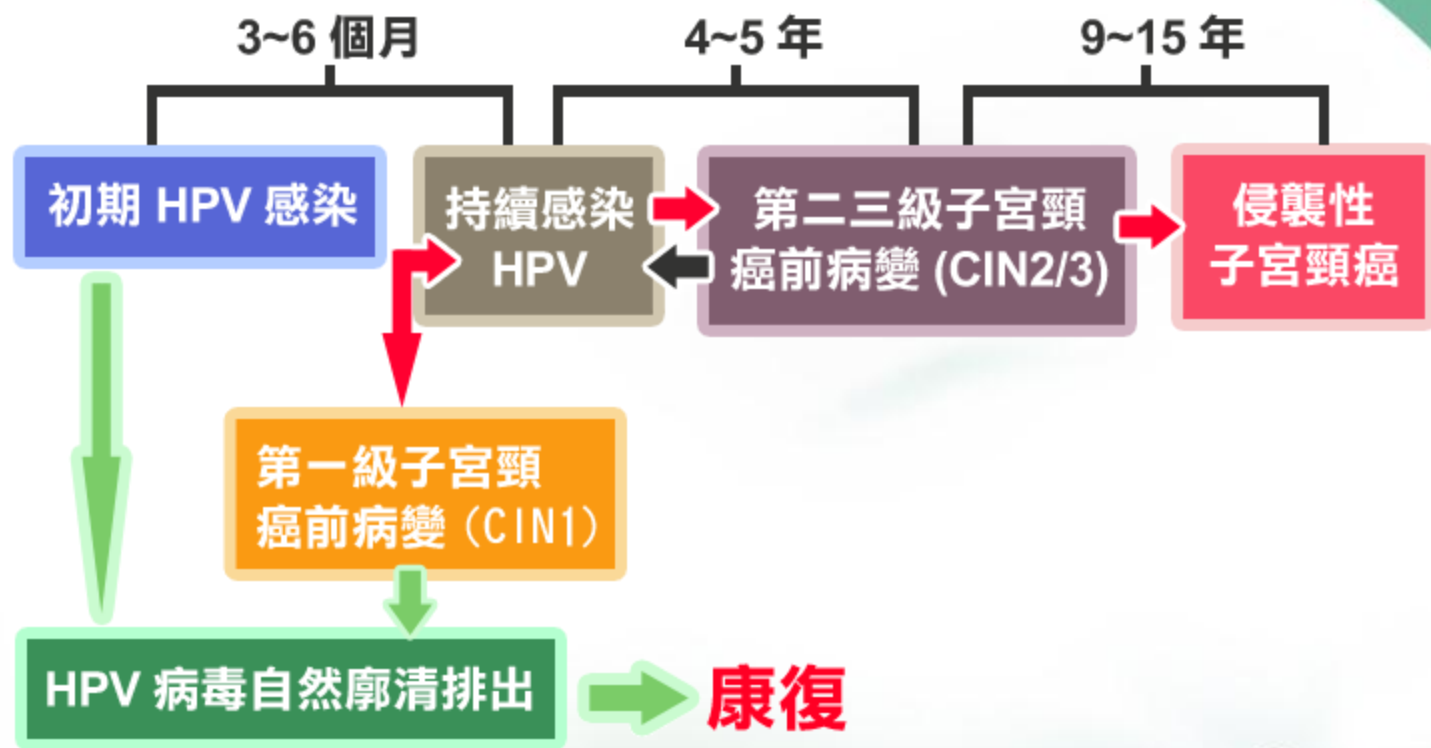 3~6 個月
4~5 年
9~15 年
初期 HPV 感染
持續感染
HPV
第二三級子宮頸
癌前病變 (CIN2/3)
侵襲性
子宮頸癌
第一級子宮頸
癌前病變 (CIN1)
HPV 病毒自然廓清排出
康復